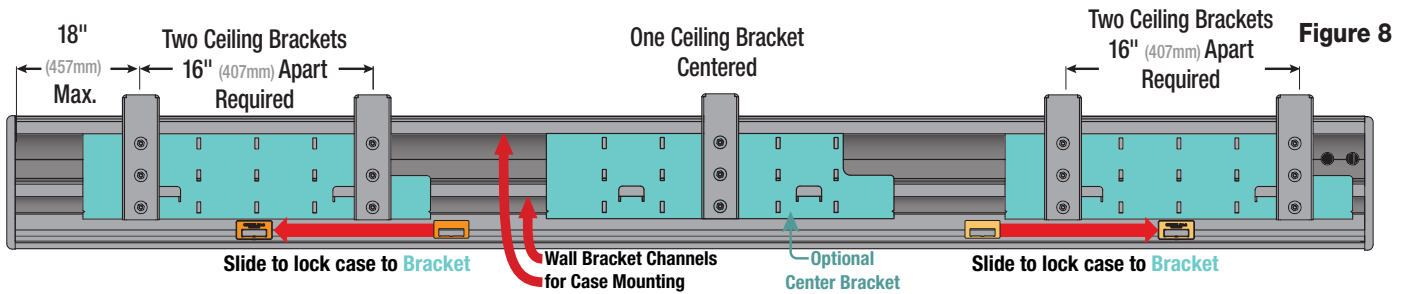 18"
(457mm)
Max.
Two Ceiling Brackets
16" (407mm) Apart
Required
One Ceiling Bracket
Centered
Two Ceiling Brackets
16" (407mm) Apart
Required
Figure 8
Slide to lock case to Bracket
Wall Bracket Channels
for Case Mounting
Optional
Center Bracket
Slide to lock case to Bracket